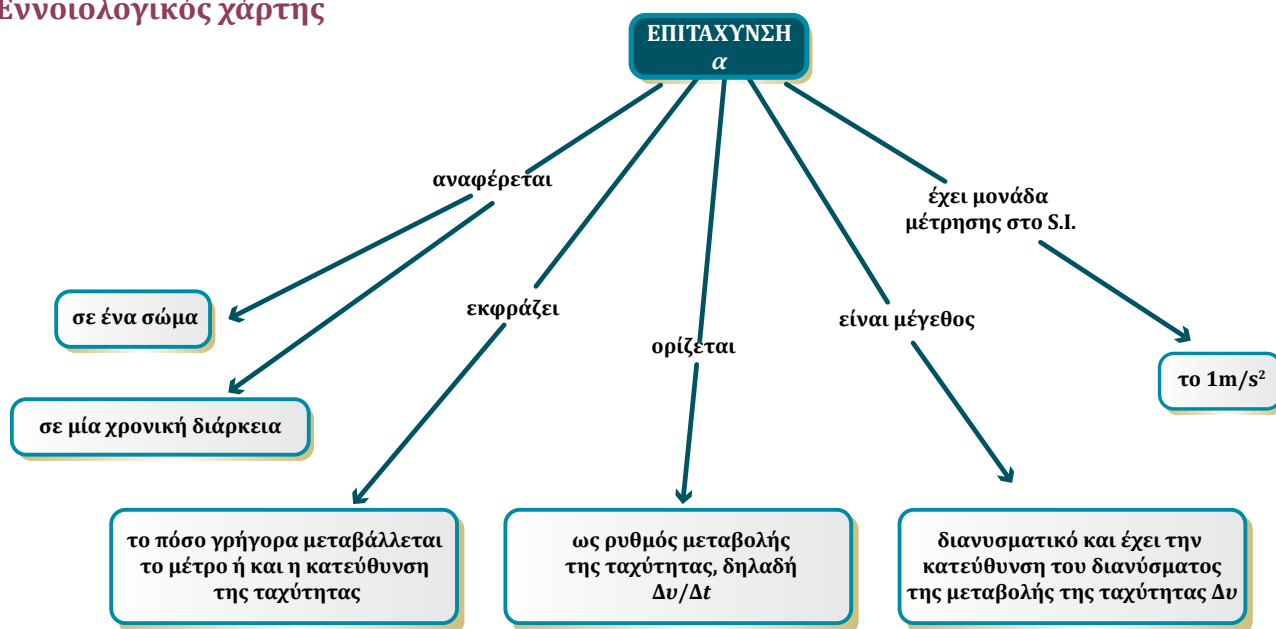 Εννοιολογικός χάρτης
ΕΠΙΤΑΧΥΝΣΗ
α
αναφέρεται
έχει μονάδα
μέτρησης στο S.I.
σε ένα σώμα
εκφράζει
είναι μέγεθος
ορίζεται
το 1m/s²
σε μία χρονική διάρκεια
το πόσο γρήγορα μεταβάλλεται
το μέτρο ή και η κατεύθυνση
της ταχύτητας
ως ρυθμός μεταβολής
της ταχύτητας, δηλαδή
Δυ/Δt
διανυσματικό και έχει την
κατεύθυνση του διανύσματος
της μεταβολής της ταχύτητας Δυ